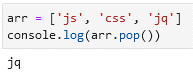 arr = ['js', 'css', 'jq']
console.log(arr.pop())
jq